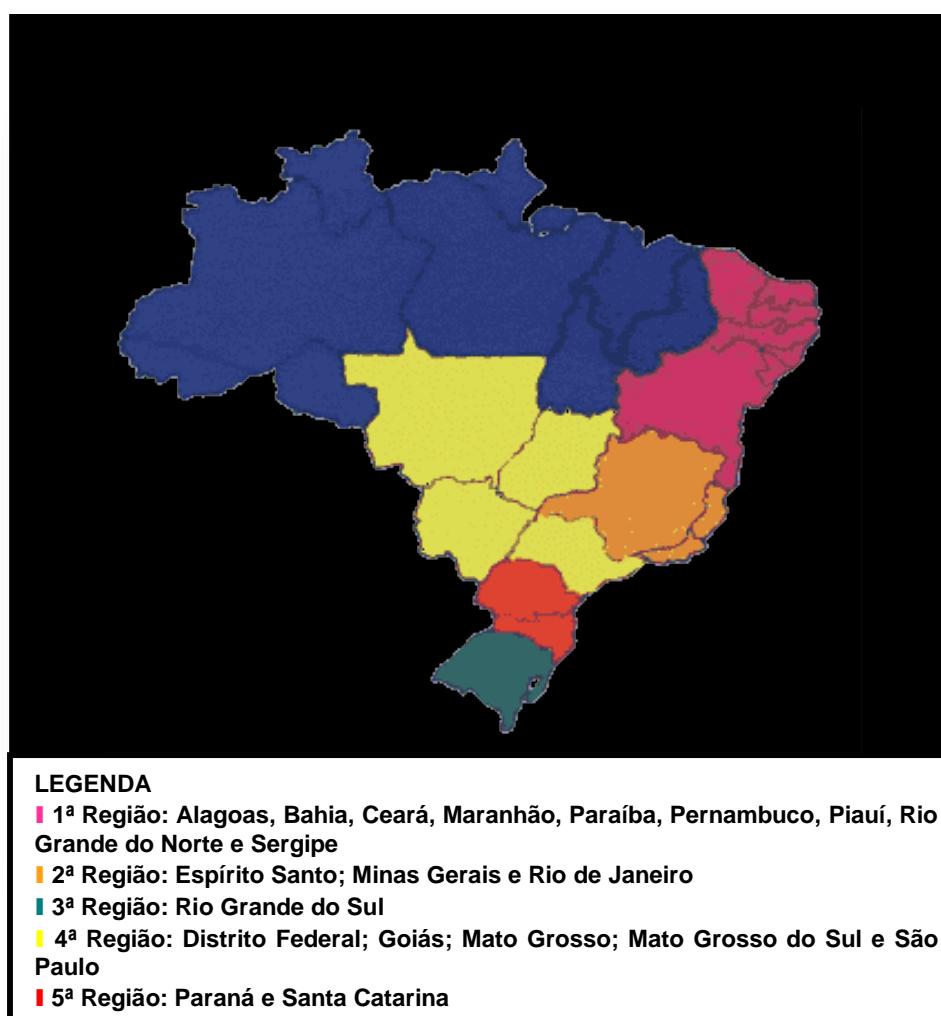 LEGENDA
1ª Região: Alagoas, Bahia, Ceará, Maranhão, Paraíba, Pernambuco, Piauí, Rio
Grande do Norte e Sergipe
2ª Região: Espírito Santo; Minas Gerais e Rio de Janeiro
3ª Região: Rio Grande do Sul
4ª Região: Distrito Federal; Goiás; Mato Grosso; Mato Grosso do Sul e São
Paulo
5ª Região: Paraná e Santa Catarina